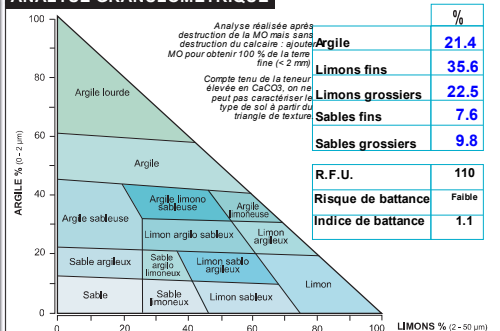 ANALYSE GRANULOMETRIQUE
Analyse réalisée après
destruction de la MO mais sans
destruction du calcaire : ajouter
MO pour obtenir 100 % de la terre
fine (< 2 mm)
Compte tenu de la teneur
élevée en CaCO3, on ne
peut pas caractériser le
type de sol à partir du
triangle de texture
%
Argile 21.4
Limons fins 35.6
Limons grossiers 22.5
Sables fins 7.6
Sables grossiers 9.8
R.F.U. 110
Risque de battance Faible
Indice de battance 1.1
ARGILE % (0 - 2 µm)
100
80
60
40
20
0
Argile lourde
Argile
Argile sableuse
Argile limono
sableuse
Argile
limoneuse
Limon argilo sableux
Limon
argileux
Sable argileux
Sable
argilo
limoneux
Limon sablo
argileux
Limon
Sable
Sable
limoneux
Limon sableux
0 20 40 60 80 100
LIMONS % (2 - 50 µm)